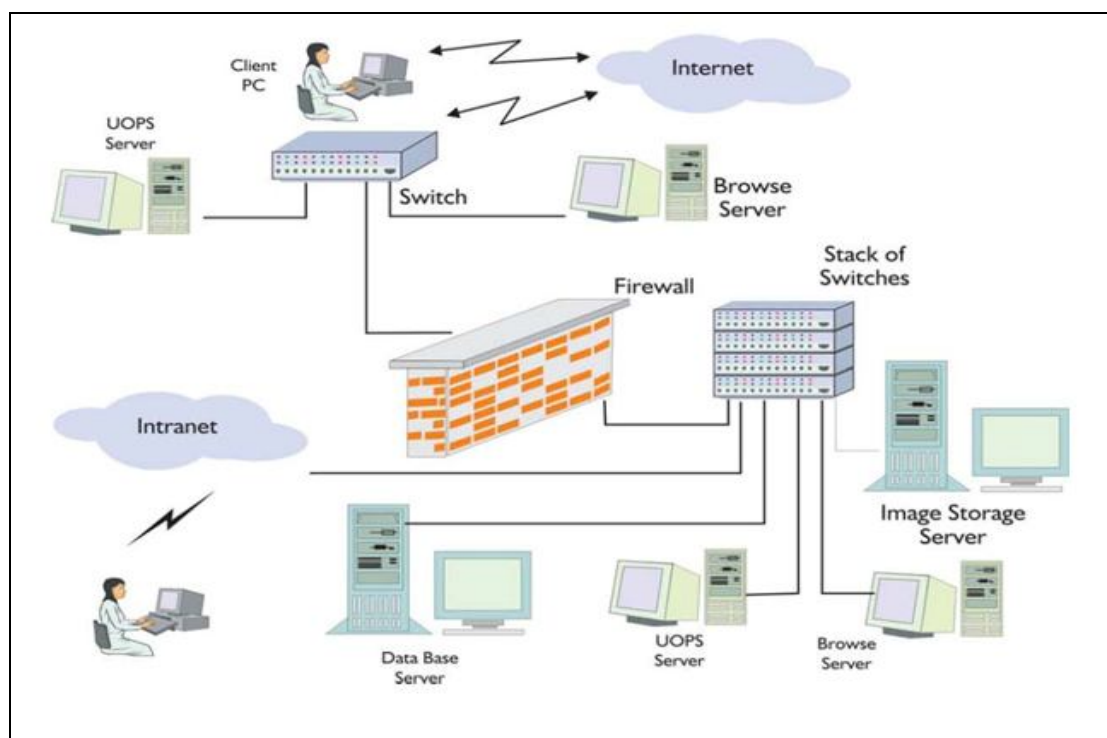 Client
PC
Internet
UOPS
Server
Switch
Browse
Server
Stack of
Switches
Firewall
Intranet
Image Storage
Server
Data Base
Server
UOPS
Server
Browse
Server